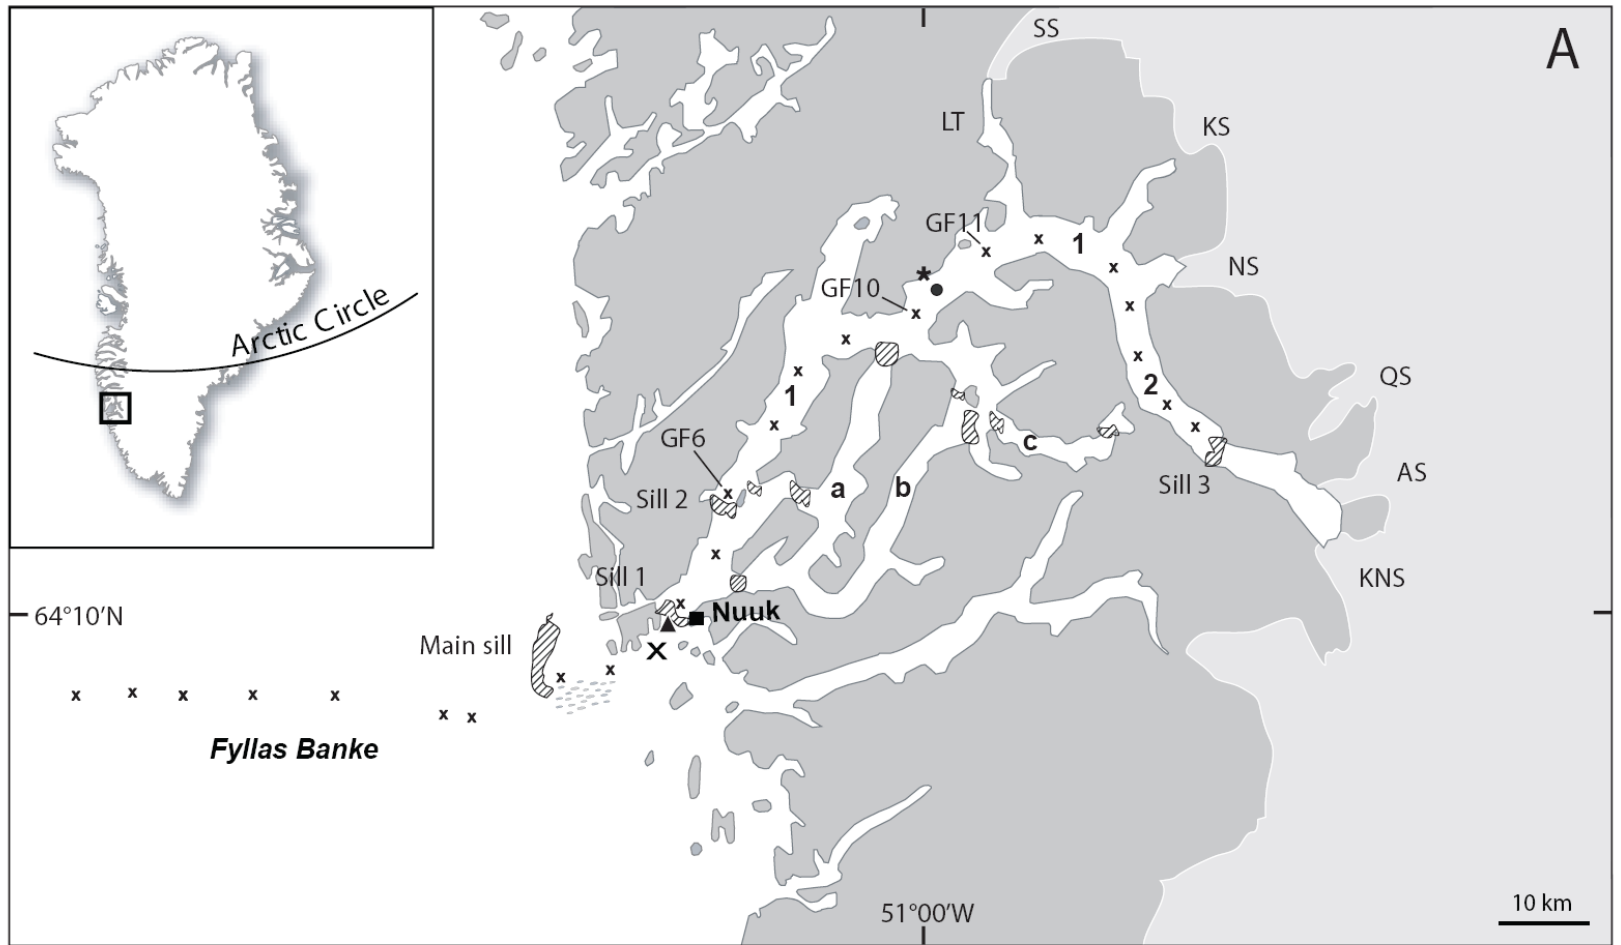 A
SS
KS
LT
GF11
1
NS
*
GF10
Arctic Circle
QS
2
1
GF6
c
AS
Sill 2
a
b
Sill 3
Sill 1
KNS
64°10′N
Nuuk
Main sill
x
Fyllas Banke
10 km
51°00′W